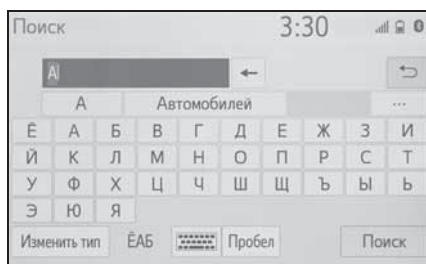 Поиск 3:30
А
А Автомобилей ...
Ё А Б В Г Д Е Ж З И
Й К Л М Н О П Р С Т
У Ф Х Ц Ч Ш Щ Ъ Ы Ь
Э Ю Я
Изменить тип ЁАБ Пробел Поиск